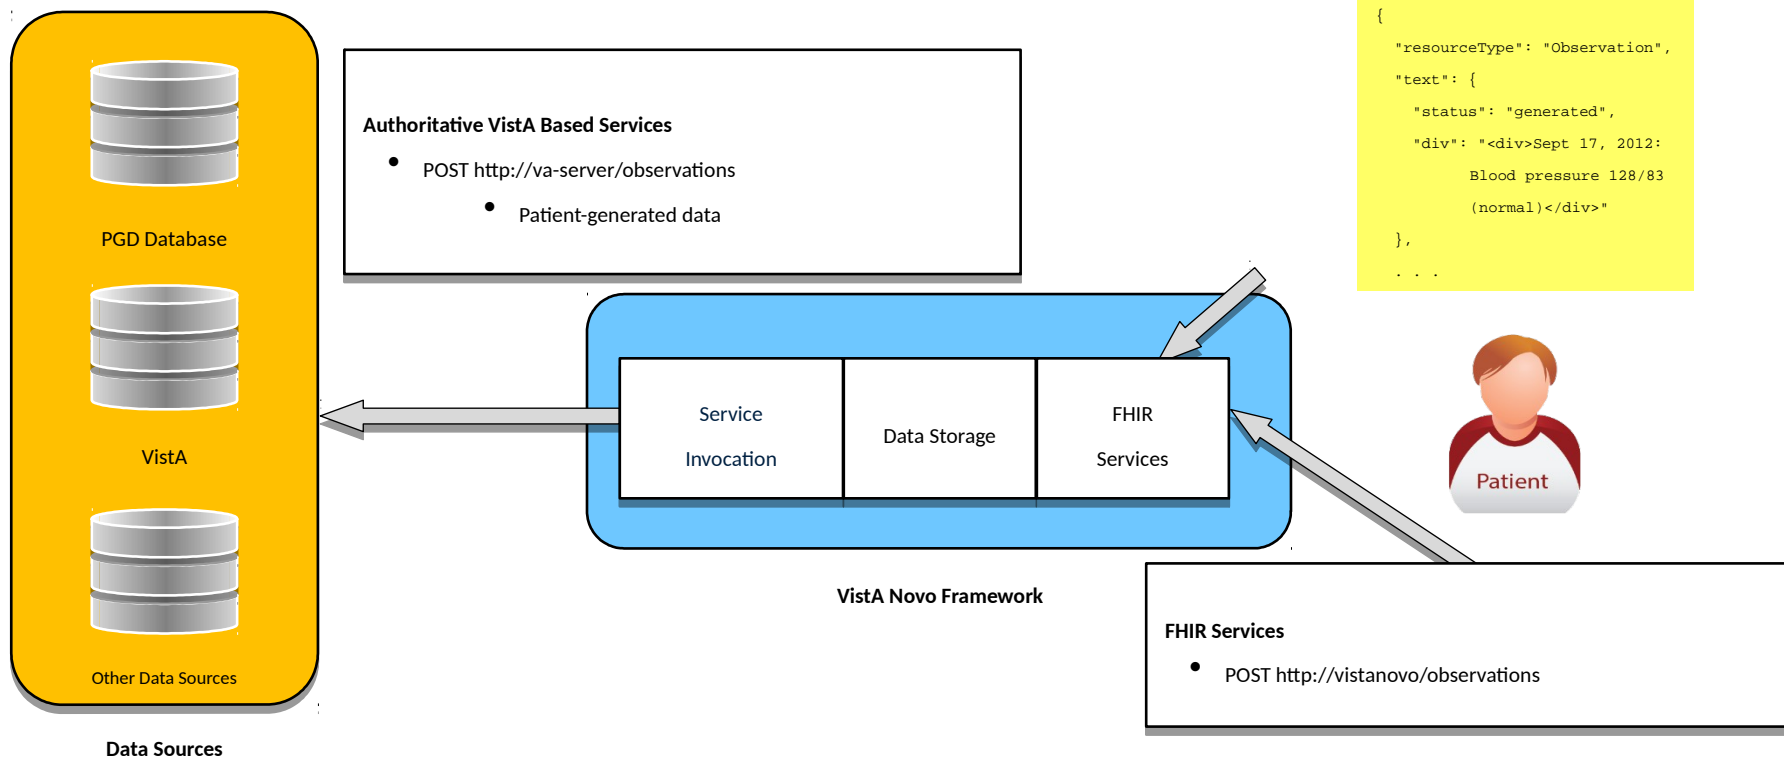 PGD Database
VistA
Other Data Sources
Data Sources
Authoritative VistA Based Services
• POST http://va-server/observations
• Patient-generated data
Service
Invocation
Data Storage
FHIR
Services
VistA Novo Framework
{
"resourceType": "Observation",
"text": {
"status": "generated",
"div": "<div>Sept 17, 2012:
Blood pressure 128/83
(normal)</div>"
},
. . .
Patient
FHIR Services
• POST http://vistanovo/observations